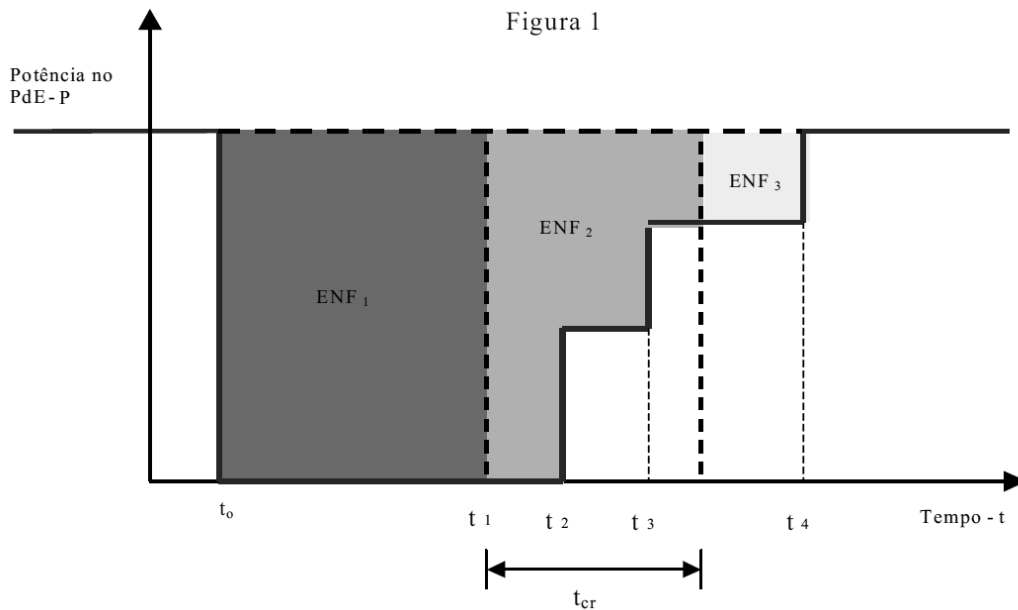 Figura 1
Potência no
PdE-P
ENF 1
ENF 2
ENF 3
to
t 1
t 2
t 3
t 4
Tempo - t
tcr